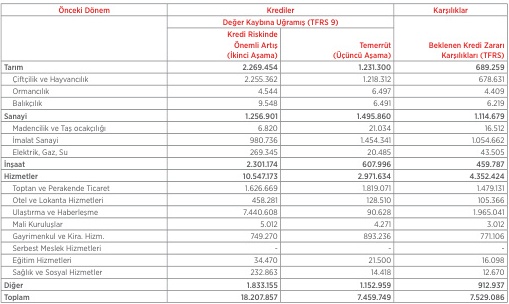 Önceki Dönem Krediler Karşılıklar
Değer Kaybına Uğramış (TFRS 9)
Kredi Riskinde
Önemli Artış Temerrüt Beklenen Kredi Zararı
(İkinci Aşama) (Üçüncü Aşama) Karşılıkları (TFRS)
Tarım 2.269.454 1.231.300 689.259
Çiftçilik ve Hayvancılık 2.255.362 1.218.312 678.631
Ormancılık 4.544 6.497 4.409
Balıkçılık 9.548 6.491 6.219
Sanayi 1.256.901 1.495.860 1.114.679
Madencilik ve Taş ocakçılığı 6.820 21.034 16.512
İmalat Sanayi 980.736 1.454.341 1.054.662
Elektrik, Gaz, Su 269.345 20.485 43.505
İnşaat 2.301.174 607.996 459.787
Hizmetler 10.547.173 2.971.634 4.352.424
Toptan ve Perakende Ticaret 1.626.669 1.819.071 1.479.131
Otel ve Lokanta Hizmetleri 458.281 128.510 105.366
Ulaştırma ve Haberleşme 7.440.608 90.628 1.965.041
Mali Kuruluşlar 5.012 4.271 3.012
Gayrimenkul ve Kira. Hizm. 749.270 893.236 771.106
Serbest Meslek Hizmetleri - - -
Eğitim Hizmetleri 34.470 21.500 16.098
Sağlık ve Sosyal Hizmetler 232.863 14.418 12.670
Diğer 1.833.155 1.152.959 912.937
Toplam 18.207.857 7.459.749 7.529.086